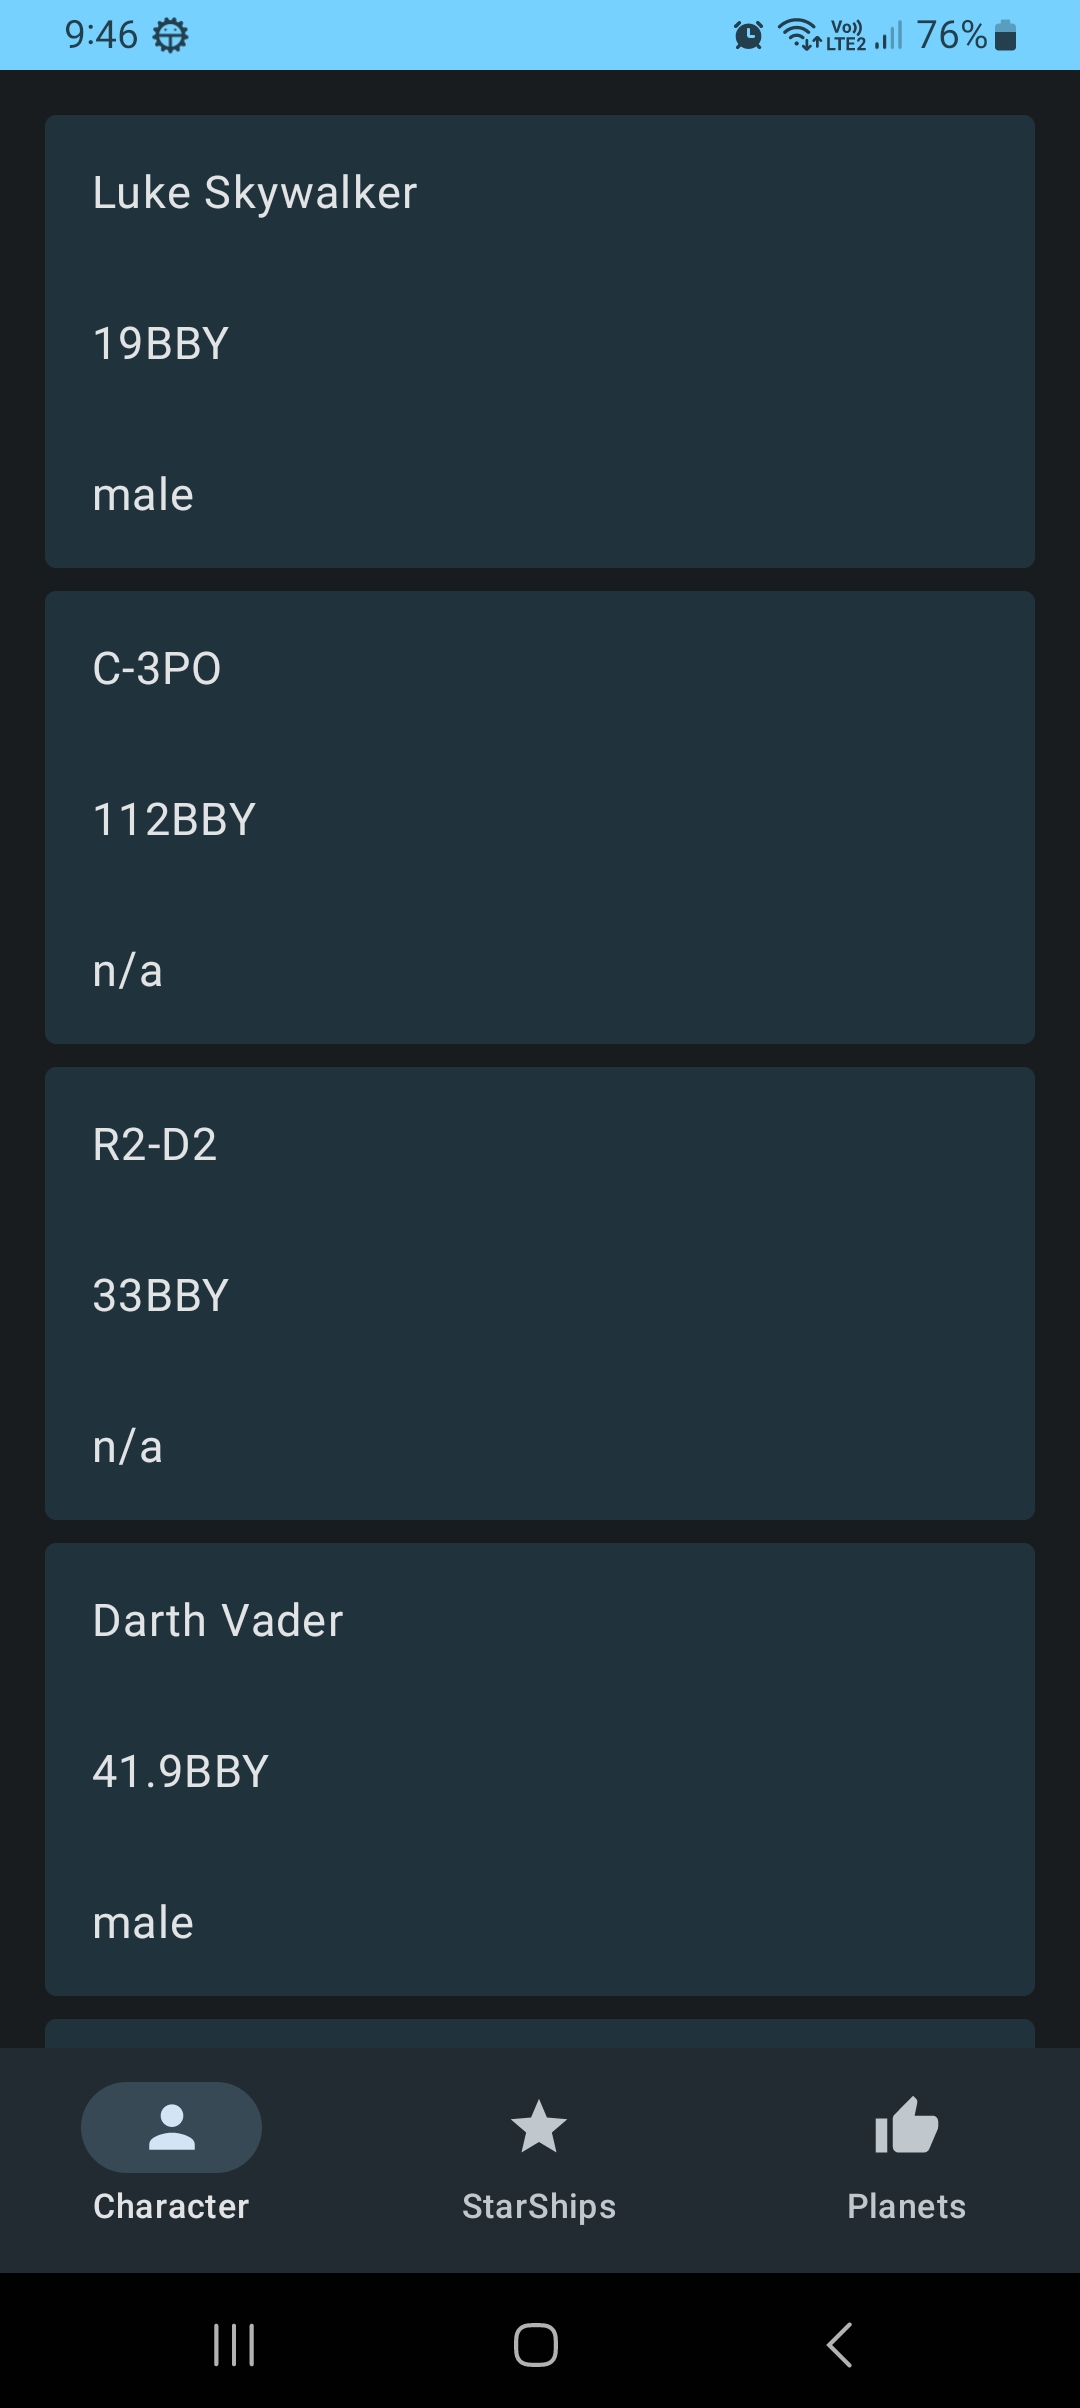 9:46
Vo)) LTE2 76%
Luke Skywalker
19BBY
male
C-3PO
112BBY
n/a
R2-D2
33BBY
n/a
Darth Vader
41.9BBY
male
Character StarShips Planets